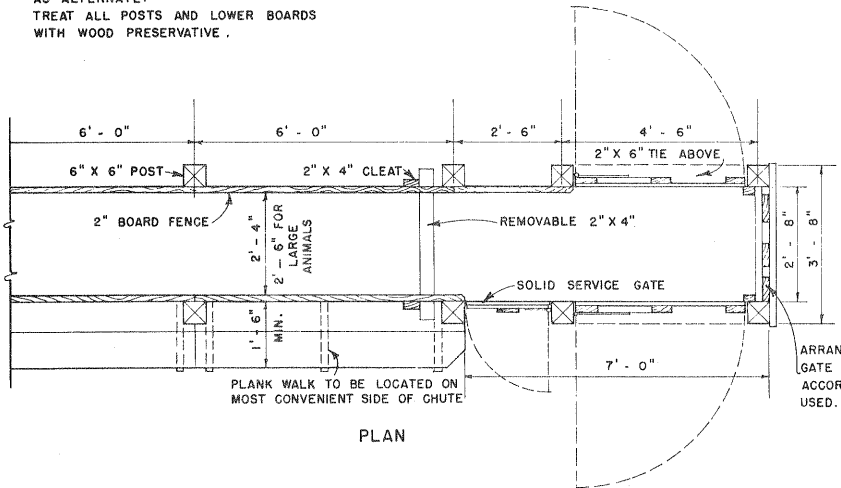 TREAT ALL POSTS AND LOWER BOARDS
WITH WOOD PRESERVATIVE.
6' - 0"
6' - 0"
2' - 6"
4' - 6"
6" X 6" POST
2" X 4" CLEAT
2" X 6" TIE ABOVE
2" BOARD FENCE
2' - 4"
2' - 6" FOR
LARGE
ANIMALS
REMOVABLE 2" X 4"
2' - 8"
3' - 8"
SOLID SERVICE GATE
1' - 6"
MIN.
PLANK WALK TO BE LOCATED ON
MOST CONVENIENT SIDE OF CHUTE
7' - 0"
ARRAN
GATE
ACCOR
USED.
PLAN